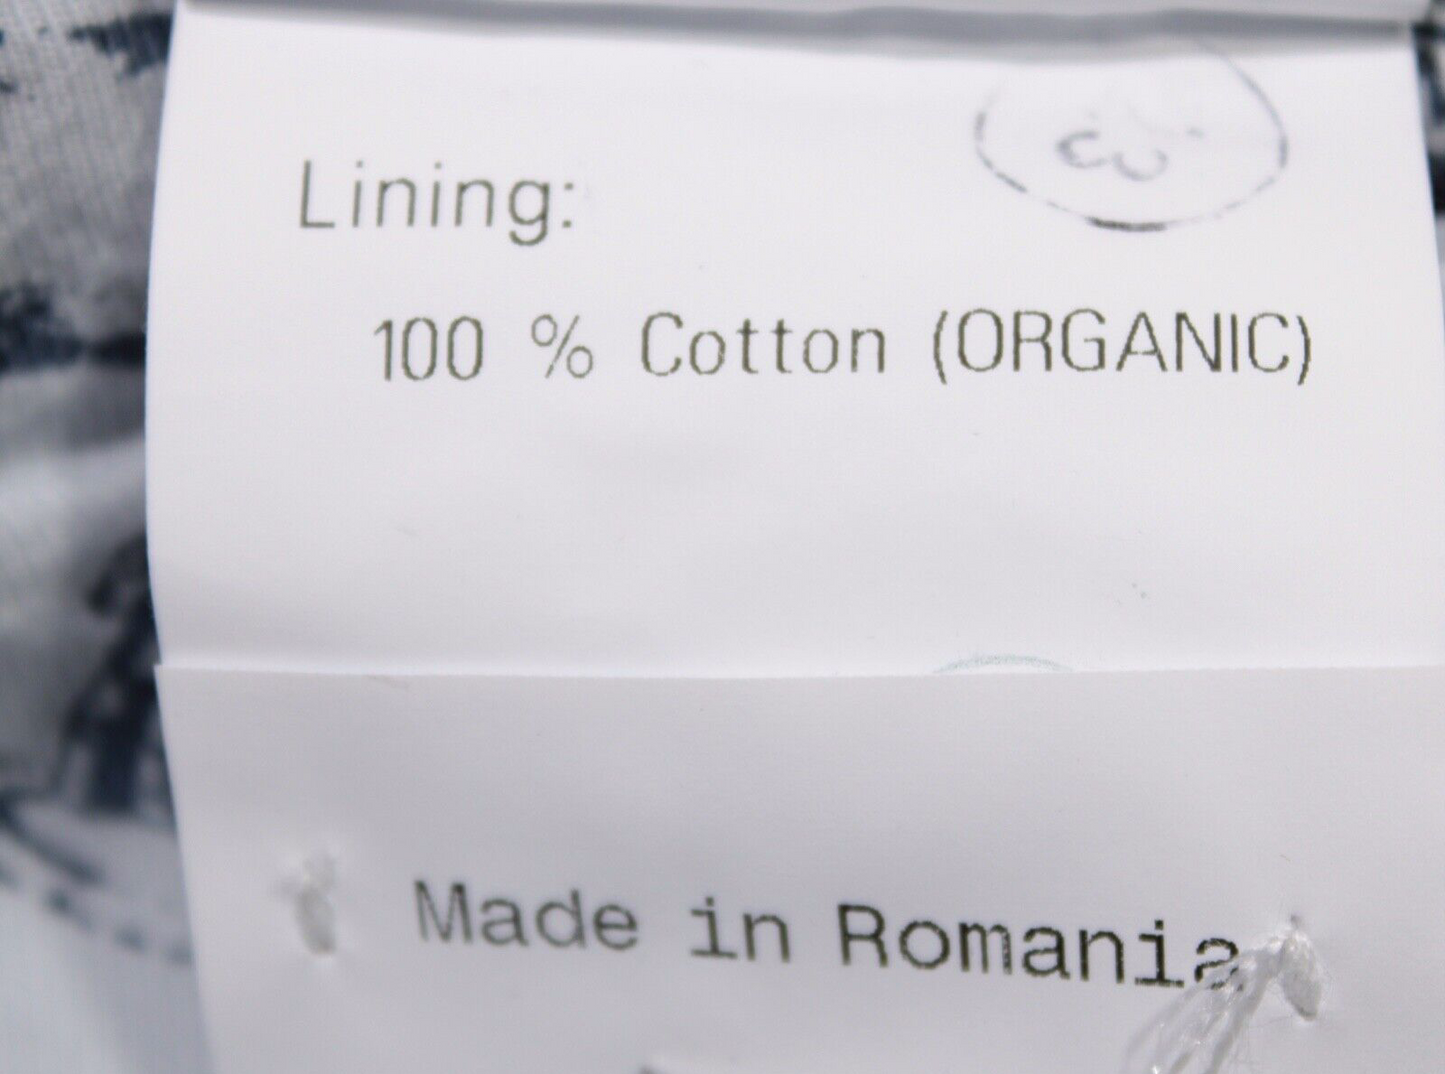 Lining:
100 % Cotton (ORGANIC)
Made in Romania